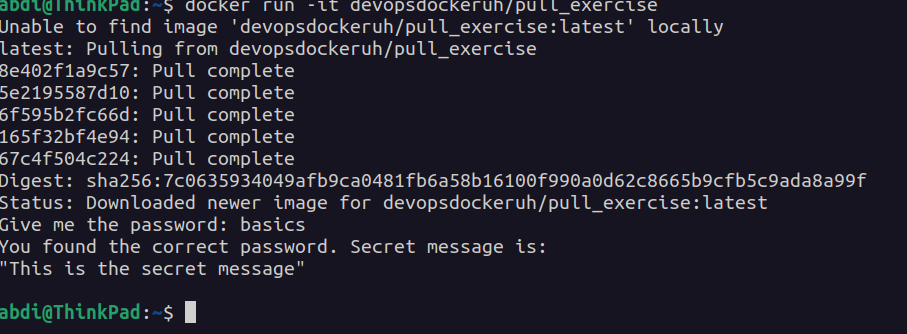 abdi@ThinkPad:~$ docker run -it devopsdockeruh/pull_exercise
Unable to find image 'devopsdockeruh/pull_exercise:latest' locally
latest: Pulling from devopsdockeruh/pull_exercise
8e402f1a9c57: Pull complete
5e2195587d10: Pull complete
6f595b2fc66d: Pull complete
165f32bf4e94: Pull complete
67c4f504c224: Pull complete
Digest: sha256:7c0635934049afb9ca0481fb6a58b16100f990a0d62c8665b9cfb5c9ada8a99f
Status: Downloaded newer image for devopsdockeruh/pull_exercise:latest
Give me the password: basics
You found the correct password. Secret message is:
"This is the secret message"
abdi@ThinkPad:~$